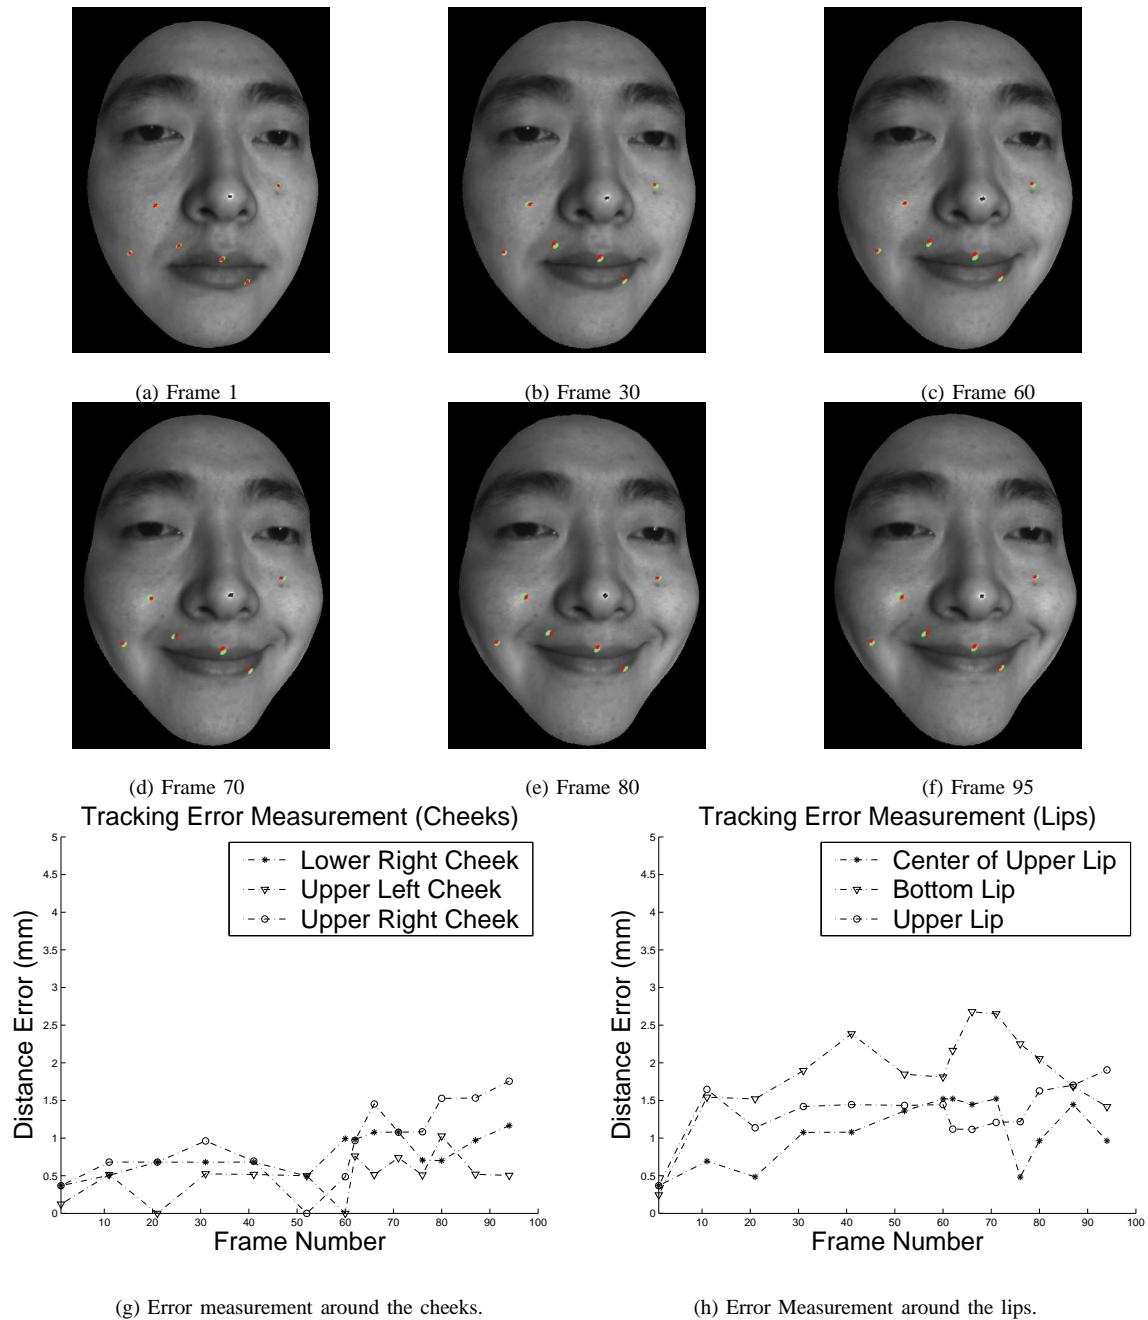 (a) Frame 1
(b) Frame 30
(c) Frame 60
(d) Frame 70
(e) Frame 80
(f) Frame 95
Tracking Error Measurement (Cheeks)
5
4.5
4
3.5
3
2.5
2
1.5
1
0.5
0
Distance Error (mm)
Lower Right Cheek
Upper Left Cheek
Upper Right Cheek
10 20 30 40 50 60 70 80 90 100
Frame Number
(g) Error measurement around the cheeks.
Tracking Error Measurement (Lips)
5
4.5
4
3.5
3
2.5
2
1.5
1
0.5
0
Distance Error (mm)
Center of Upper Lip
Bottom Lip
Upper Lip
10 20 30 40 50 60 70 80 90 100
Frame Number
(h) Error Measurement around the lips.